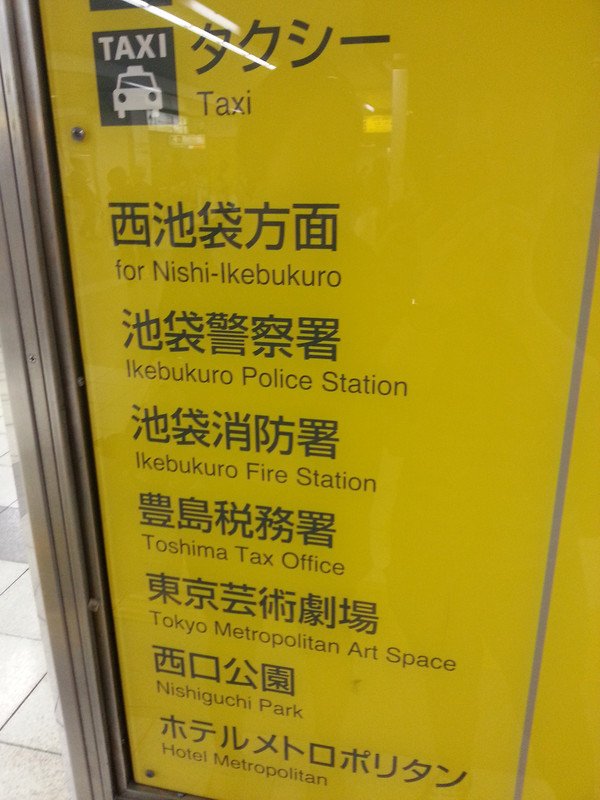 TAXI
タクシー
Taxi
西池袋方面
for Nishi-Ikebukuro
池袋警察署
Ikebukuro Police Station
池袋消防署
Ikebukuro Fire Station
豊島税務署
Toshima Tax Office
東京芸術劇場
Tokyo Metropolitan Art Space
西口公園
Nishiguchi Park
ホテルメトロポリタン
Hotel Metropolitan